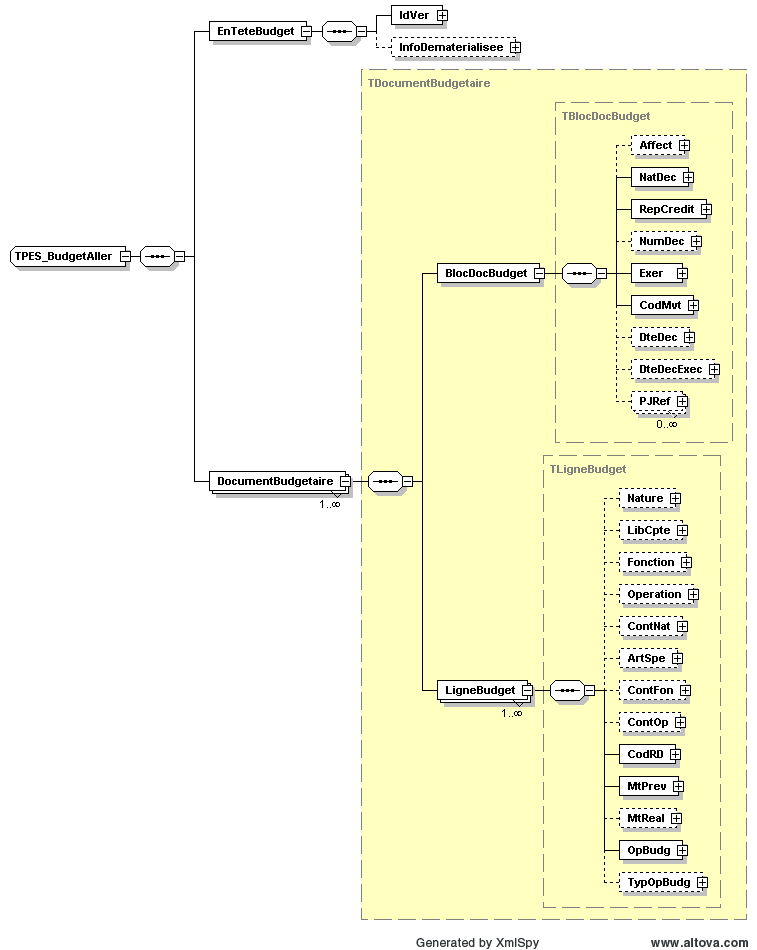 EnTeteBudget
IdVer
InfoDematerialisee
TDocumentBudgetaire
TBlocDocBudget
Affect
NatDec
RepCredit
NumDec
TPES_BudgetAller
BlocDocBudget
Exer
CodMvt
DteDec
DteDecExec
PJRef
0..∞
DocumentBudgetaire
1..∞
TLigneBudget
Nature
LibCpte
Fonction
Operation
ContNat
ArtSpe
LigneBudget
1..∞
ContFon
ContOp
CodRD
MtPrev
MtReal
OpBudg
TypOpBudg
Generated by XmlSpy
www.altova.com